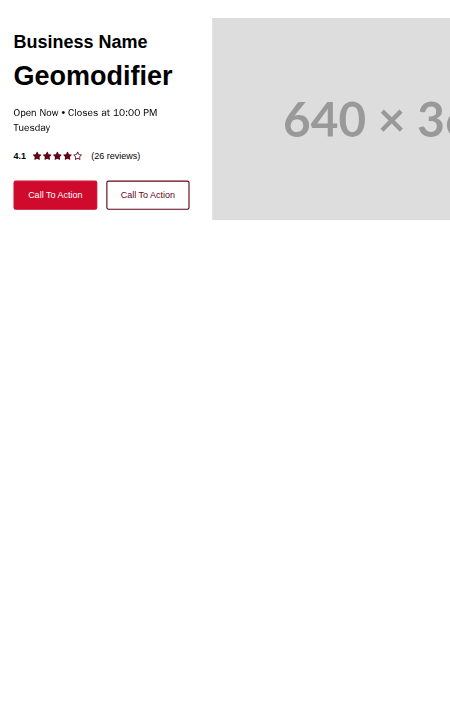 Business Name
Geomodifier
Open Now • Closes at 10:00 PM
Tuesday
4.1 (26 reviews)
Call To Action Call To Action
640 × 3